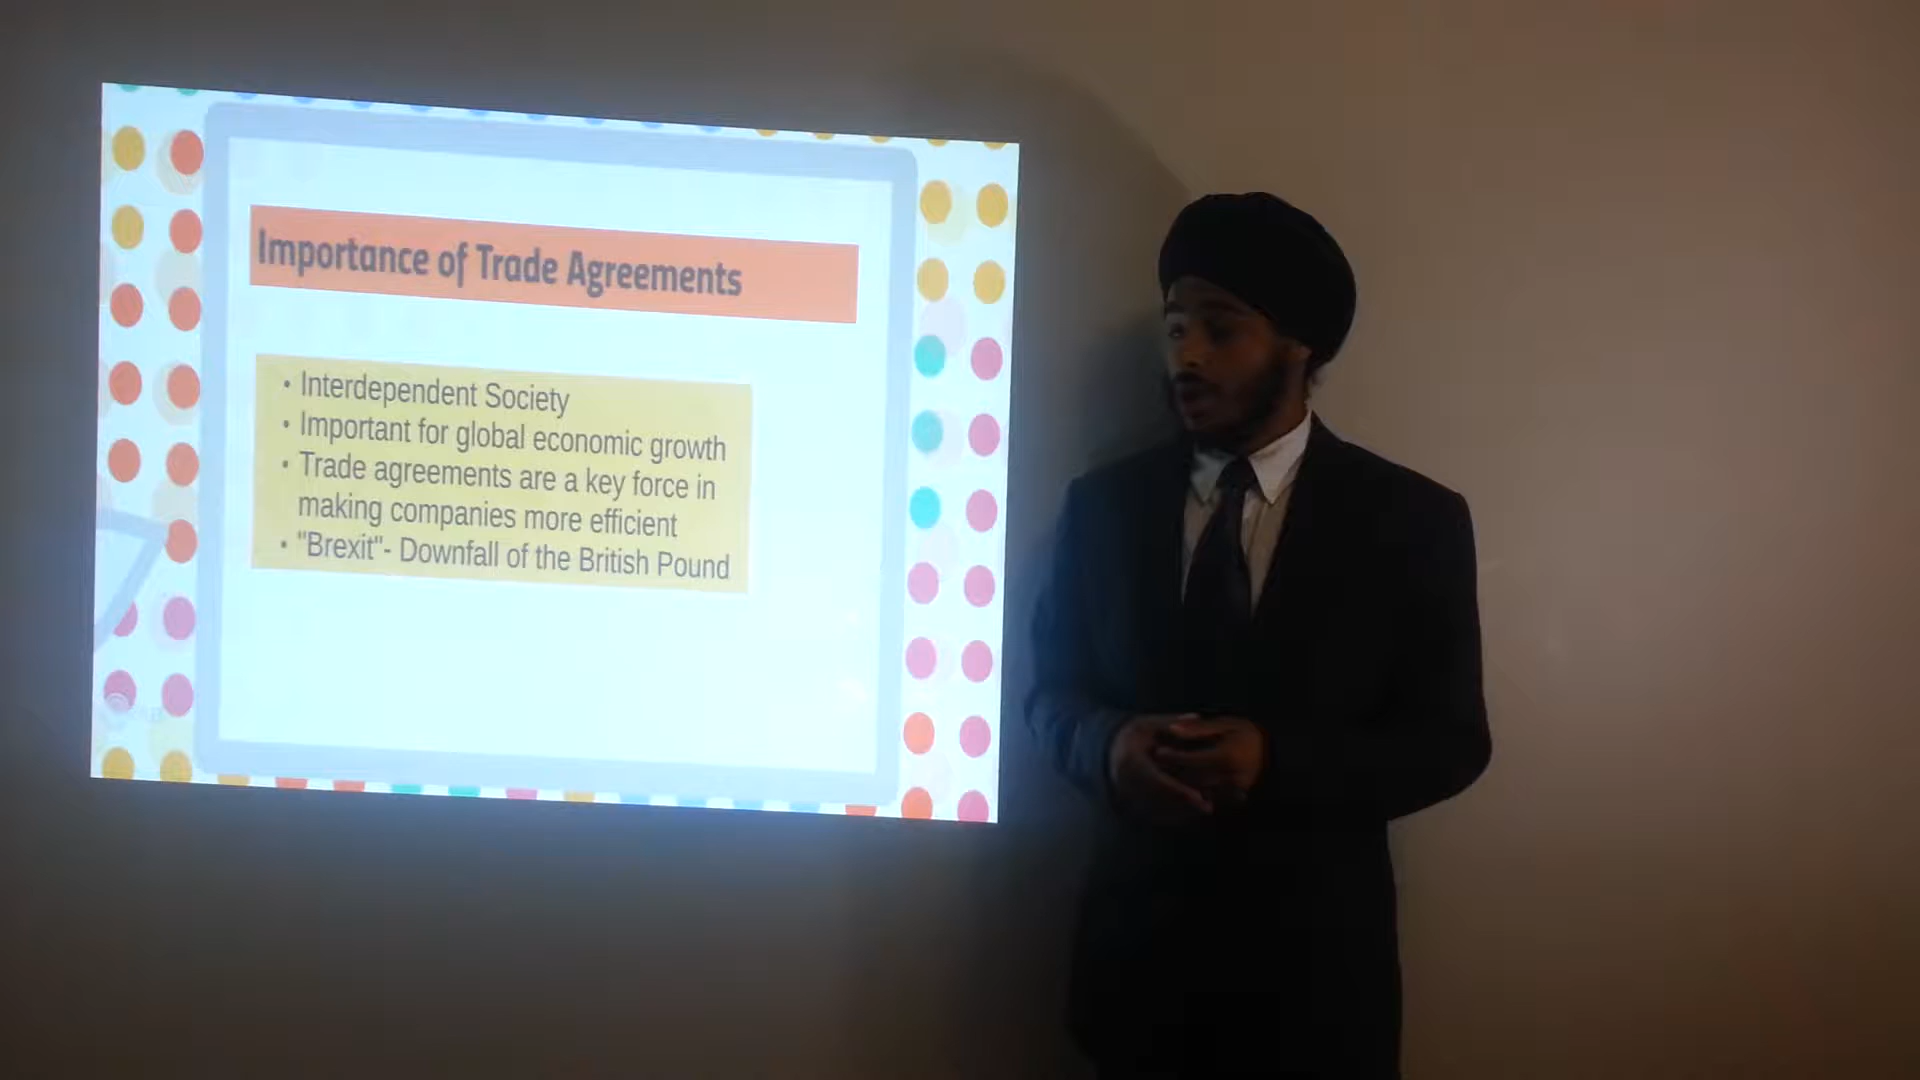 Importance of Trade Agreements
• Interdependent Society
• Important for global economic growth
• Trade agreements are a key force in
making companies more efficient
• "Brexit"- Downfall of the British Pound